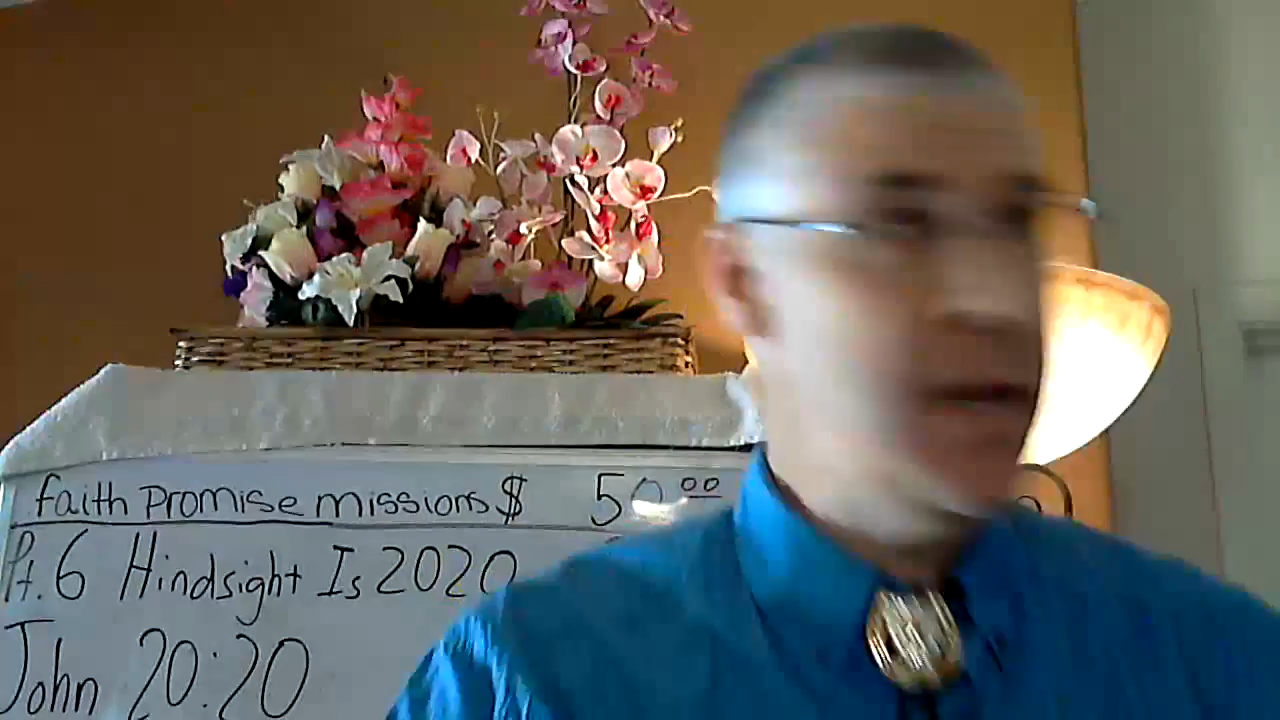 Faith Promise missions $ 50.00
Pt. 6 Hindsight Is 2020
John 20:20